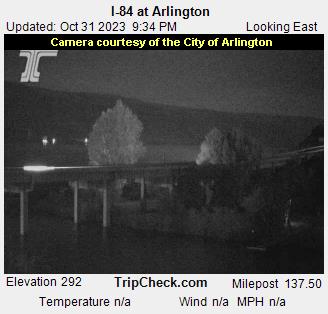 I-84 at Arlington
Updated: Oct 31 2023 9:34 PM Looking East
Camera courtesy of the City of Arlington
Elevation 292 TripCheck.com Milepost 137.50
Temperature n/a Wind n/a MPH n/a